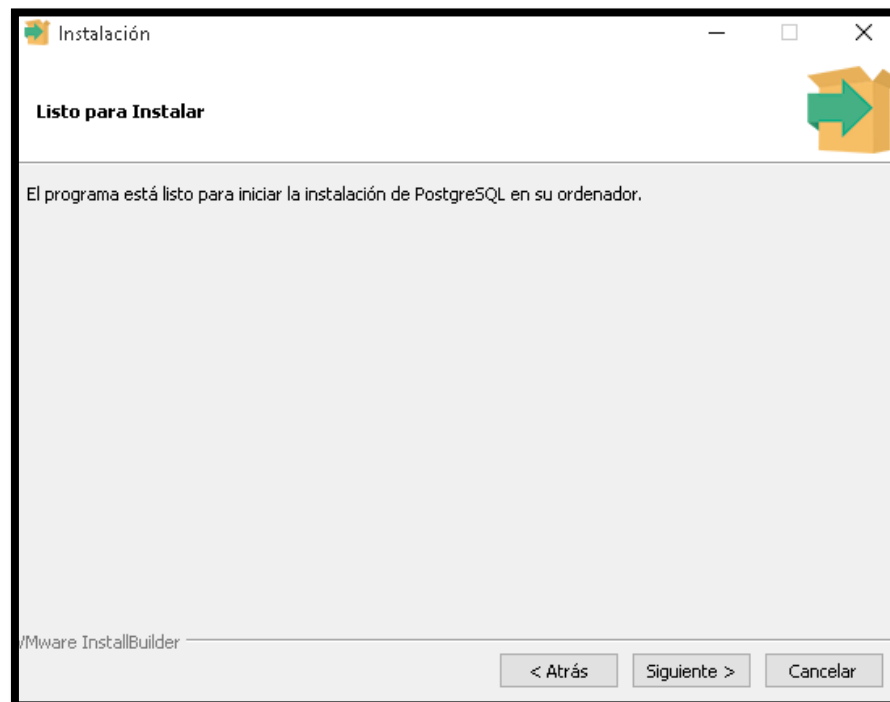 Instalación
Listo para Instalar
El programa está listo para iniciar la instalación de PostgreSQL en su ordenador.
VMware InstallBuilder
< Atrás
Siguiente >
Cancelar